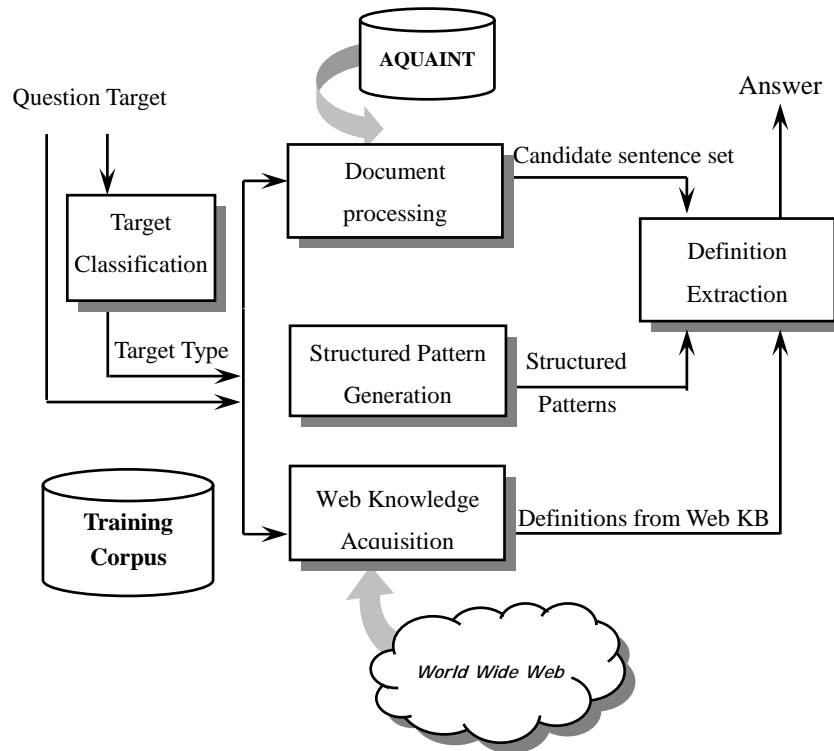 AQUAINT
Question Target
Answer
Document
processing
Candidate sentence set
Target
Classification
Definition
Extraction
Target Type
Structured Pattern
Generation
Structured
Patterns
Training
Corpus
Web Knowledge
Acquisition
Definitions from Web KB
World Wide Web